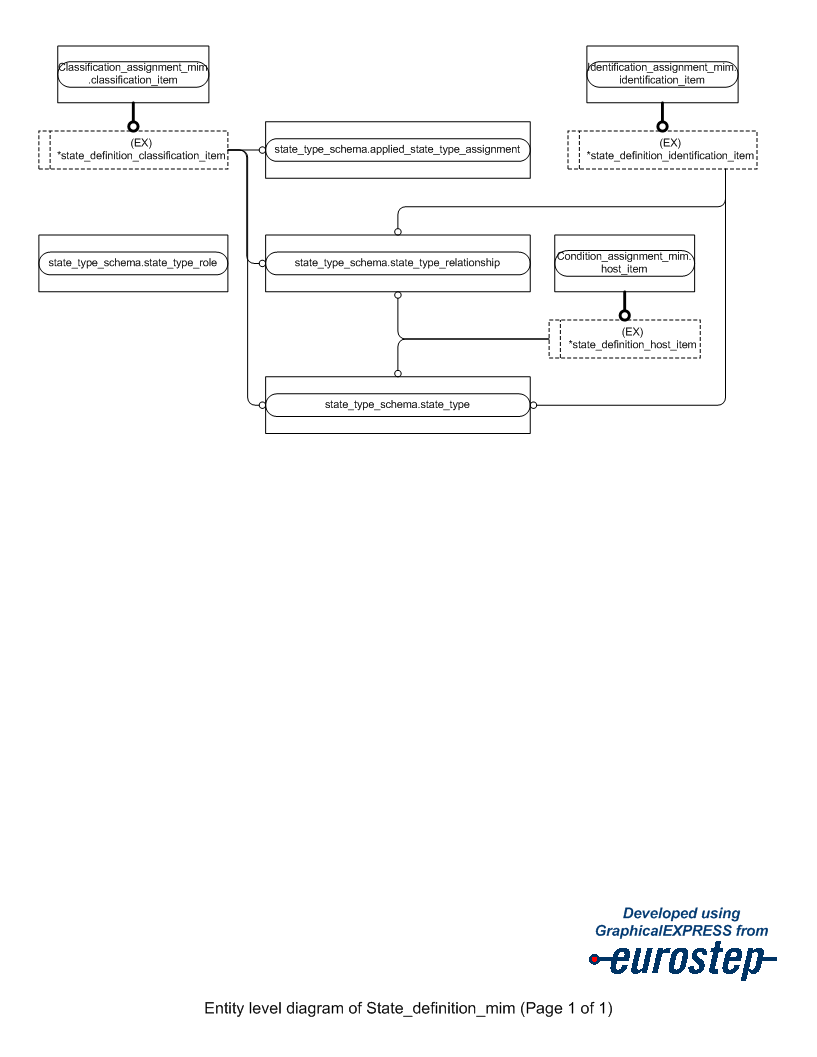 Classification_assignment_mim
.classification_item
Identification_assignment_mim.
identification_item
(EX)
*state_definition_classification_item
state_type_schema.applied_state_type_assignment
(EX)
*state_definition_identification_item
state_type_schema.state_type_role
state_type_schema.state_type_relationship
Condition_assignment_mim.
host_item
(EX)
*state_definition_host_item
state_type_schema.state_type
Developed using
GraphicalEXPRESS from
eurostep
Entity level diagram of State_definition_mim (Page 1 of 1)